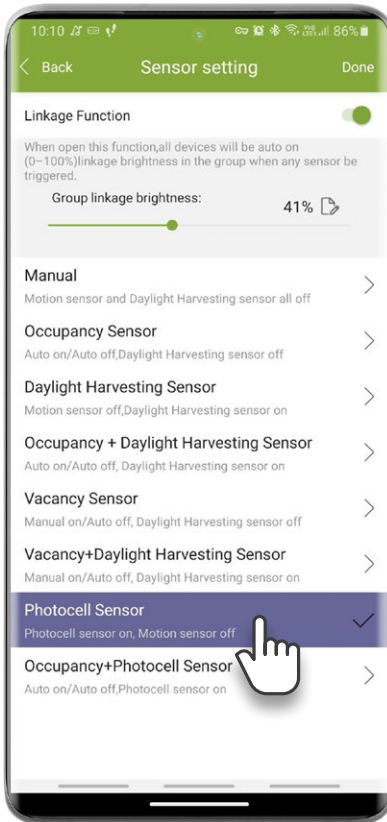 10:10 86%
Back Sensor setting Done
Linkage Function
When open this function,all devices will be auto on
(0–100%)linkage brightness in the group when any sensor be
triggered.
Group linkage brightness: 41%
Manual
Motion sensor and Daylight Harvesting sensor all off
Occupancy Sensor
Auto on/Auto off,Daylight Harvesting sensor off
Daylight Harvesting Sensor
Motion sensor off,Daylight Harvesting sensor on
Occupancy + Daylight Harvesting Sensor
Auto on/Auto off, Daylight Harvesting sensor on
Vacancy Sensor
Manual on/Auto off, Daylight Harvesting sensor off
Vacancy+Daylight Harvesting Sensor
Manual on/Auto off, Daylight Harvesting sensor on
Photocell Sensor
Photocell sensor on, Motion sensor off
Occupancy+Photocell Sensor
Auto on/Auto off,Photocell sensor on